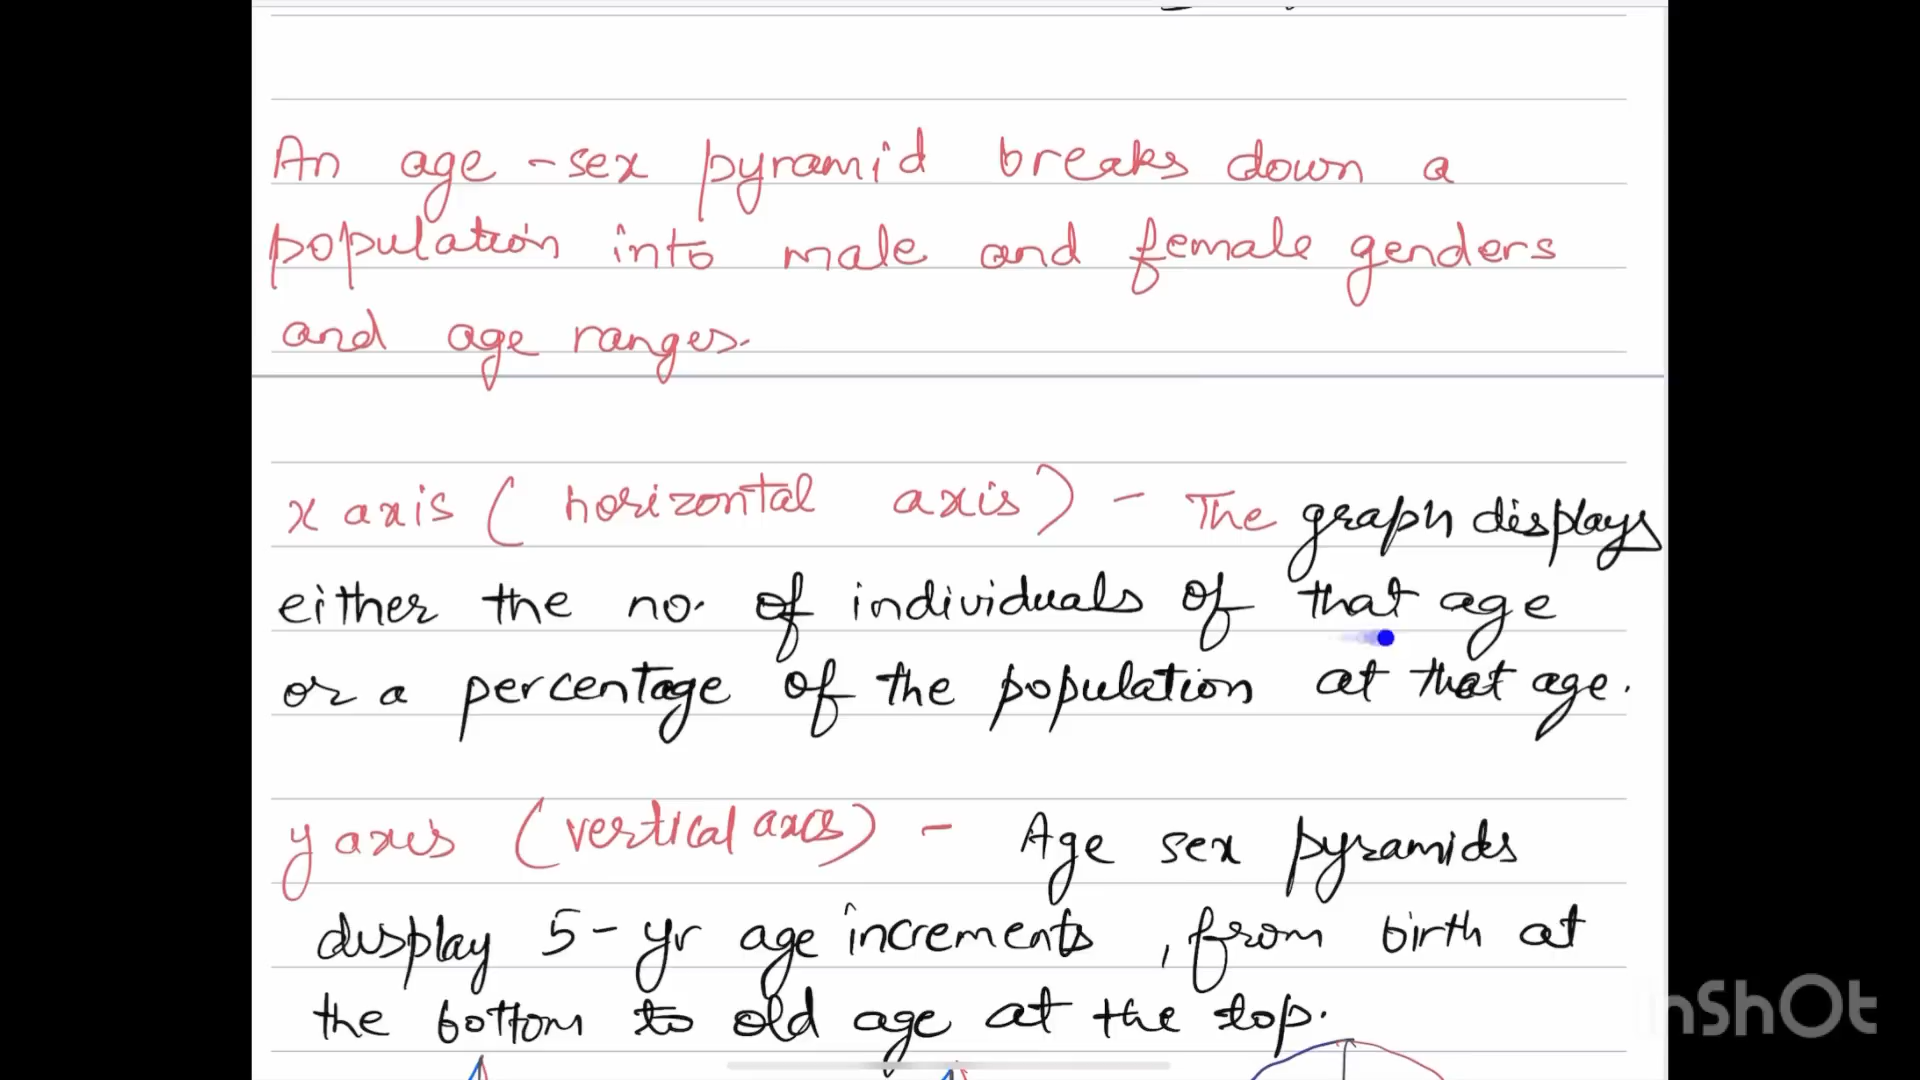 An age-sex pyramid breaks down a
population into male and female genders
and age ranges.
x axis (horizontal axis) - The graph displays
either the no. of individuals of that age
or a percentage of the population at that age.
y axis (vertical axis) - Age sex pyramids
display 5-yr age increments, from birth at
the bottom to old age at the top.
nShOt